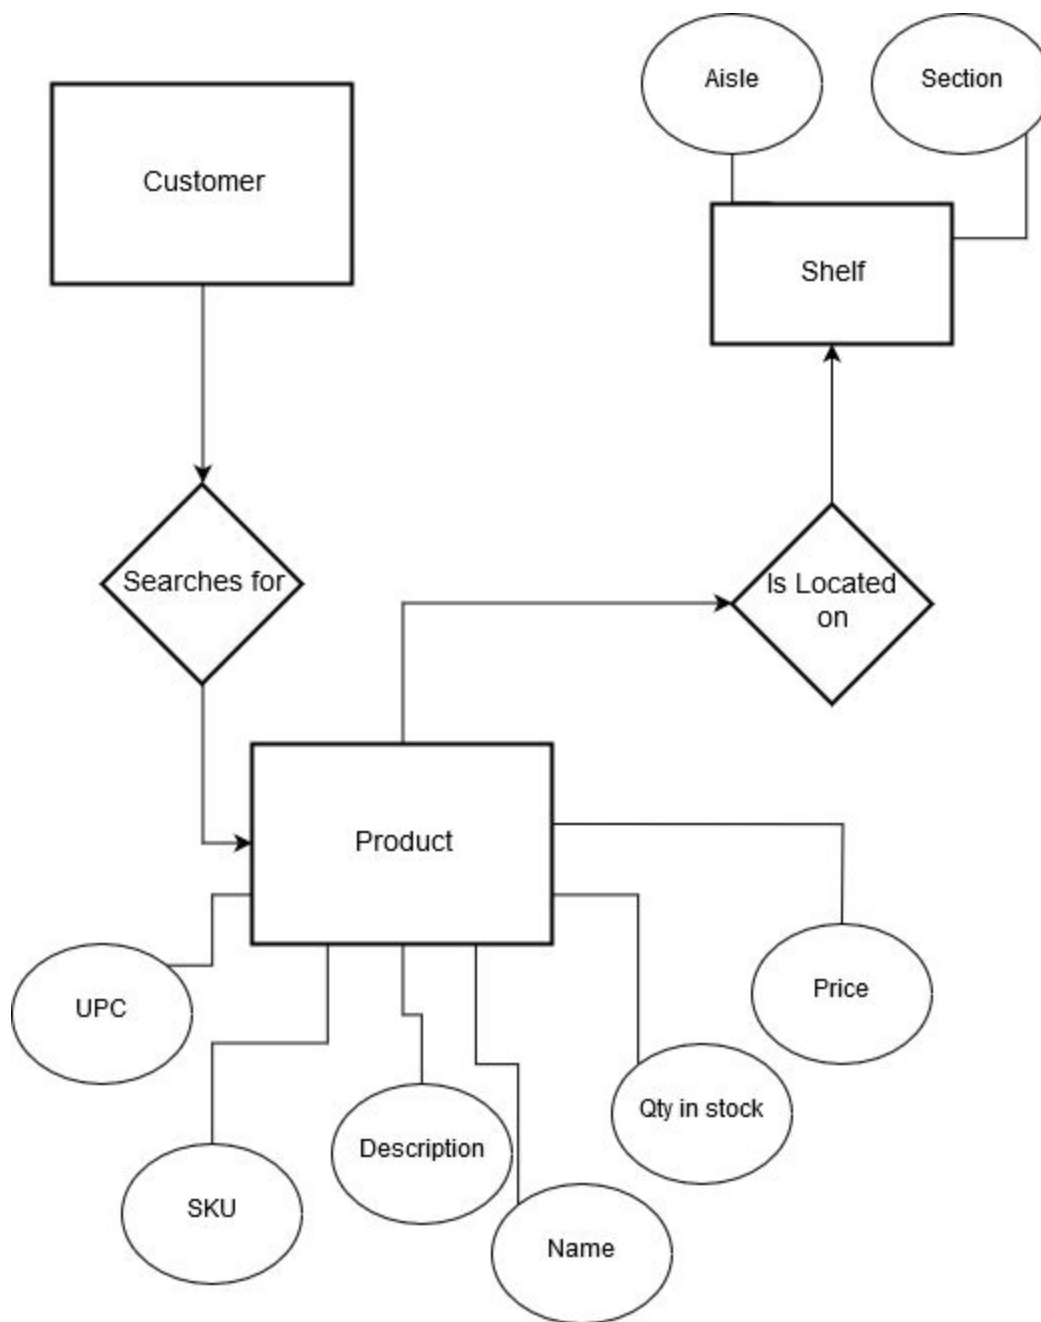 Aisle
Section
Customer
Shelf
Searches for
Is Located
on
Product
UPC
Price
Qty in stock
Description
SKU
Name